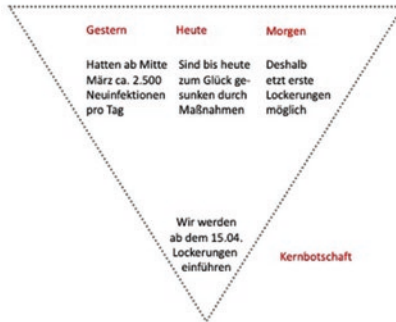 Gestern
Heute
Morgen
Hatten ab Mitte
März ca. 2.500
Neuinfektionen
pro Tag
Sind bis heute
zum Glück ge-
sunken durch
Maßnahmen
Deshalb
etzt erste
Lockerungen
möglich
Wir werden
ab dem 15.04.
Lockerungen
einführen
Kernbotschaft